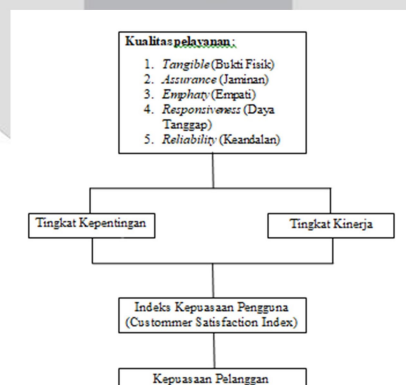 Kualitas pelayanan :
1. Tangible (Bukti Fisik)
2. Assurance (Jaminan)
3. Emphaty (Empati)
4. Responsiveness (Daya
Tanggap)
5. Reliability (Keandalan)
Tingkat Kepentingan
Tingkat Kinerja
Indeks Kepuasaan Pengguna
(Custommer Satisfaction Index)
Kepuasaan Pelanggan